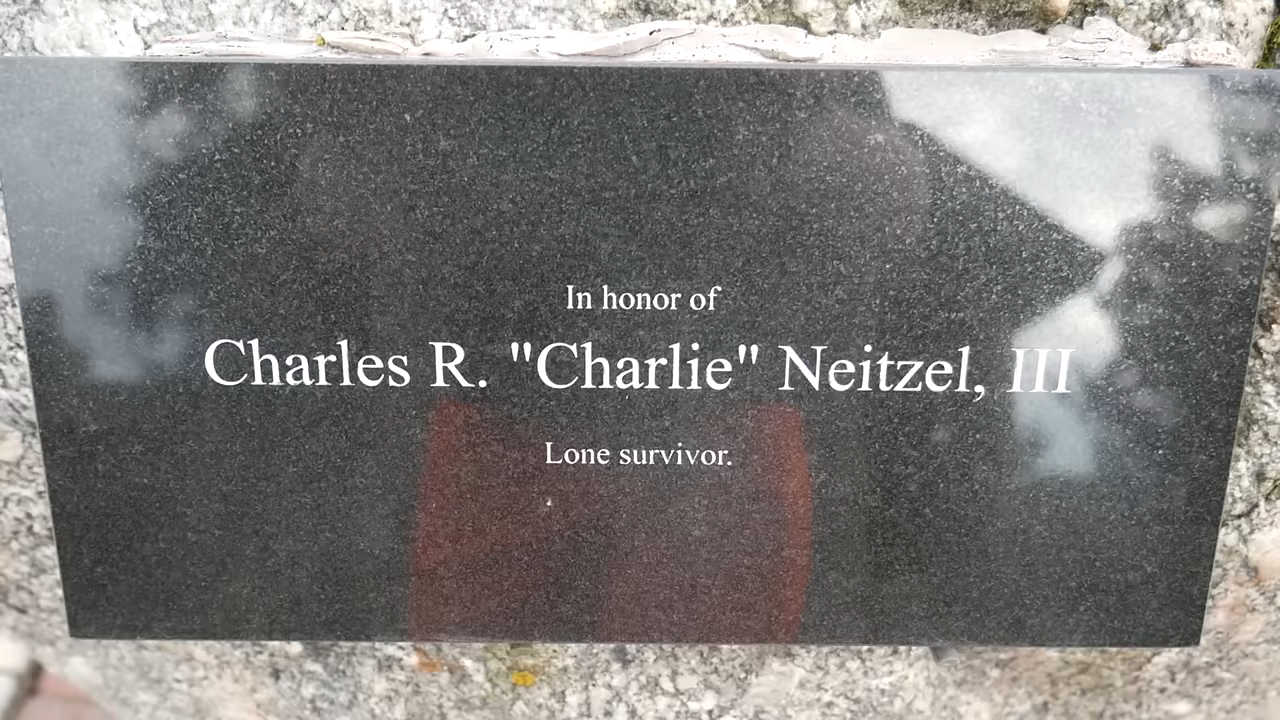 In honor of
Charles R. "Charlie" Neitzel, III
Lone survivor.